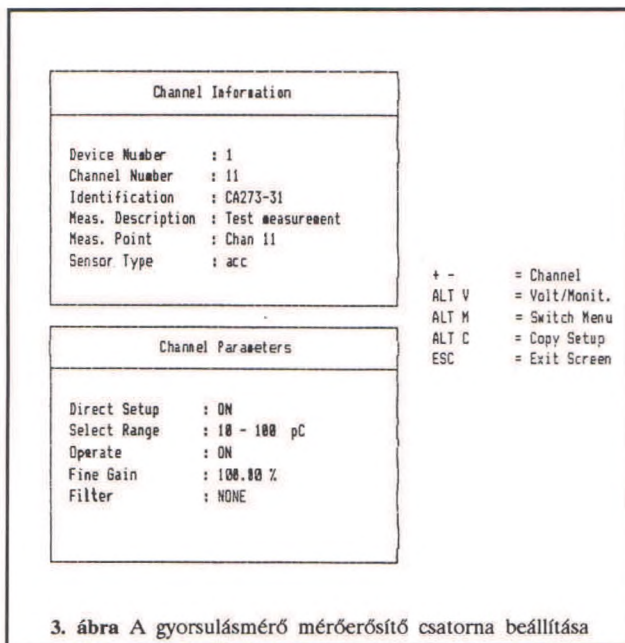 Channel Information
Device Number : 1
Channel Number : 11
Identification : CA273-31
Meas. Description : Test measurement
Meas. Point : Chan 11
Sensor Type : acc
+ - = Channel
ALT V = Volt/Monit.
ALT M = Switch Menu
ALT C = Copy Setup
ESC = Exit Screen
Channel Parameters
Direct Setup : ON
Select Range : 10 - 100 pC
Operate : ON
Fine Gain : 100.00 %
Filter : NONE
3. ábra A gyorsulásmérő mérőerősítő csatorna beállítása